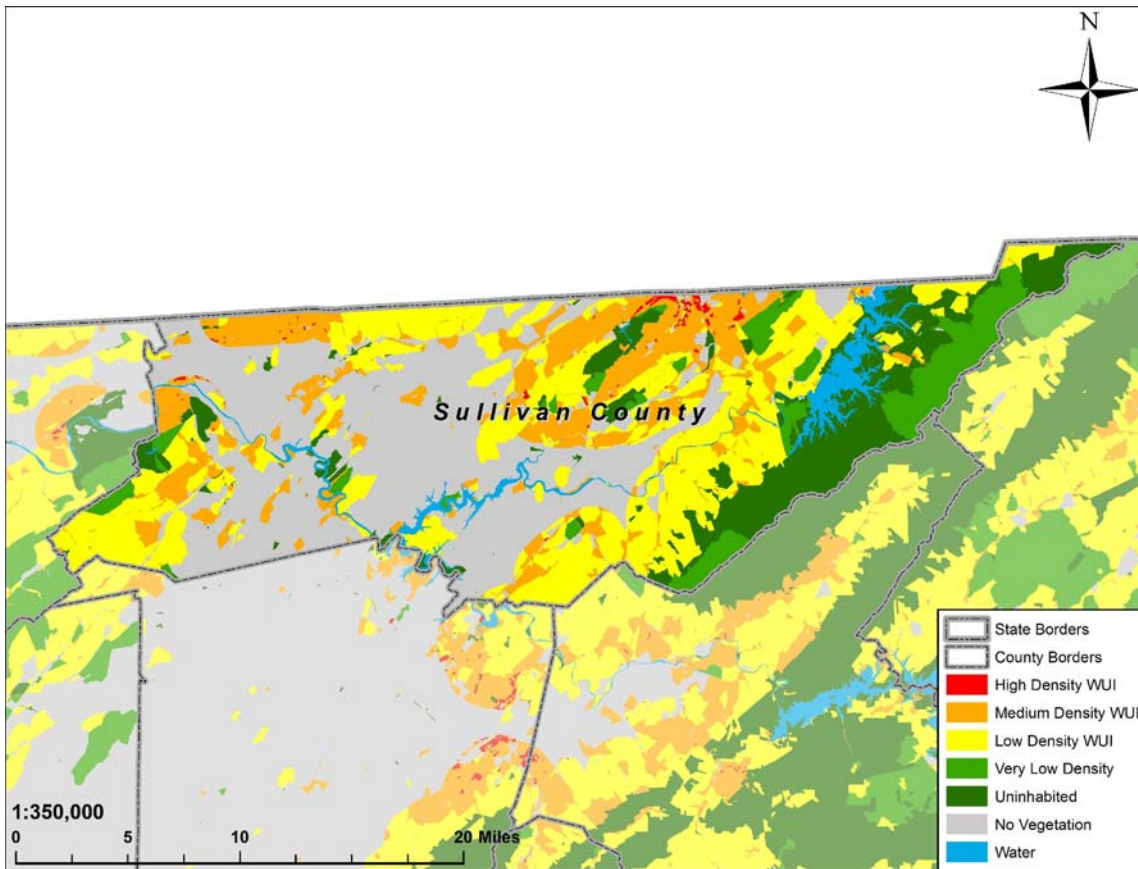 N
Sullivan County
State Borders
County Borders
High Density WUI
Medium Density WUI
Low Density WUI
Very Low Density
Uninhabited
No Vegetation
Water
1:350,000
0 5 10 20 Miles